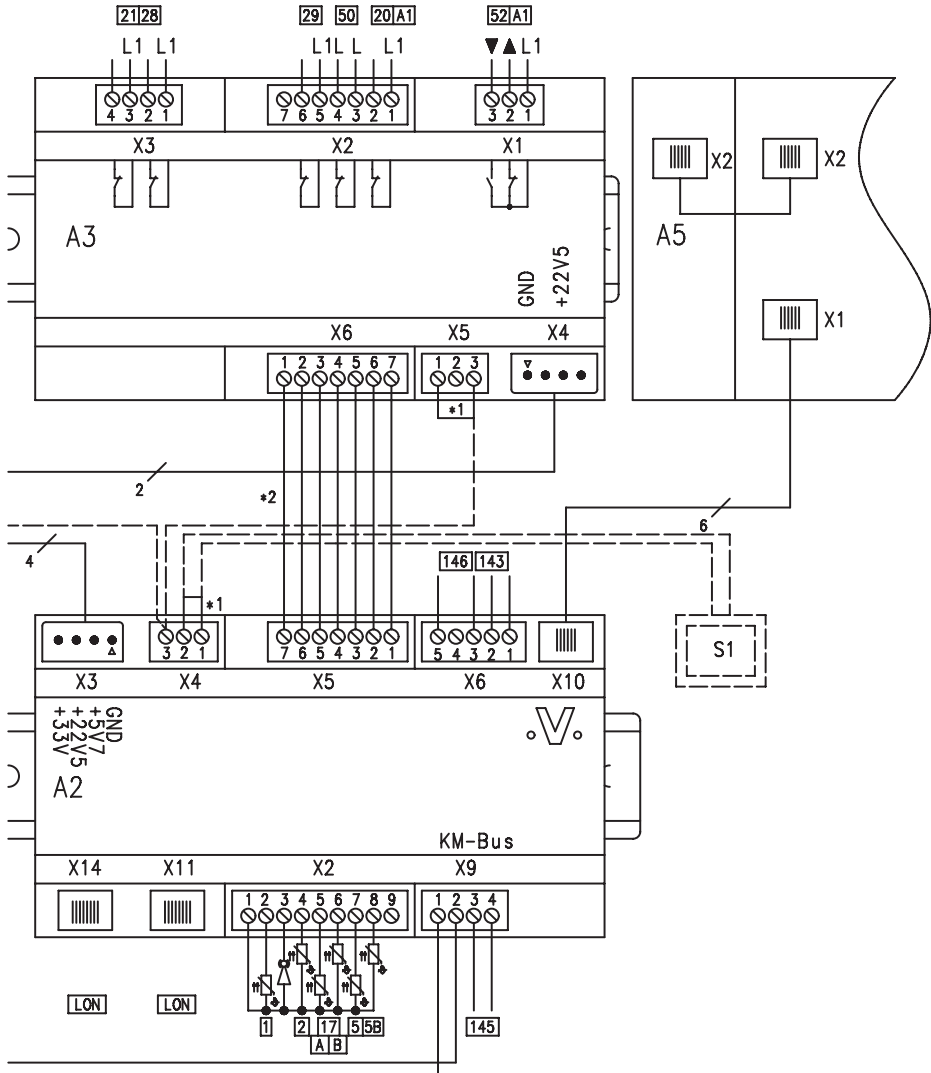 21 28 29 50 20 A1 52 A1
L1 L1 L1 L L L1 ▼ ▲ L1
4 3 2 1 7 6 5 4 3 2 1 3 2 1
X3 X2 X1
X2 X2
A3 A5
GND
+22V5
X1
X6 X5 X4
1 2 3 4 5 6 7 1 2 3
*1
2
*2
6
4
146 143
*1
S1
3 2 1 7 6 5 4 3 2 1 5 4 3 2 1
X3 X4 X5 X6 X10
GND
+5V7
+22V5
+33V
V
A2
KM-Bus
X14 X11 X2 X9
1 2 3 4 5 6 7 8 9 1 2 3 4
LON LON
1 2 17 5 5B 145
A B